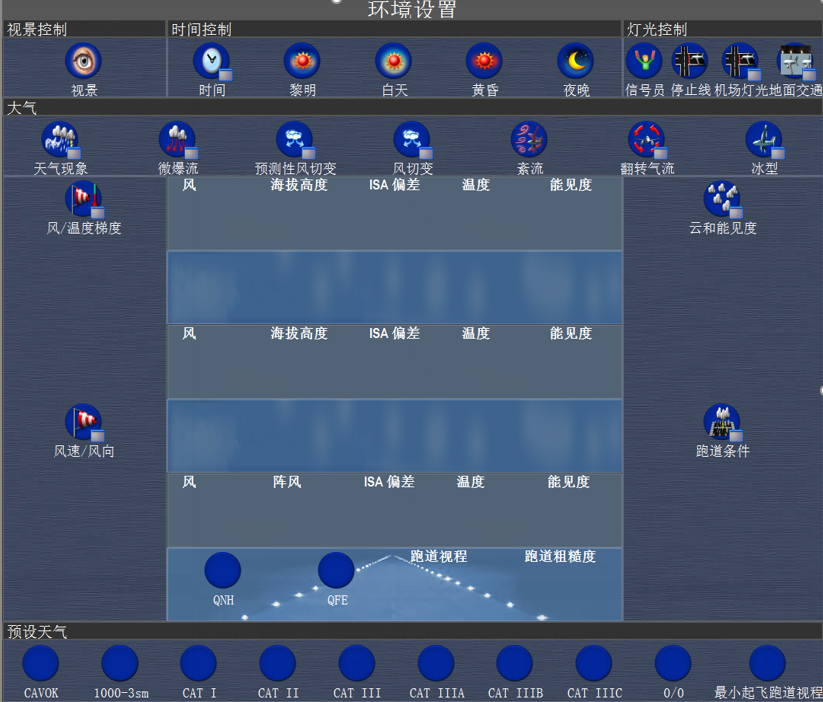 环境设置
视景控制 时间控制 灯光控制
视景 时间 黎明 白天 黄昏 夜晚 信号员 停止线 机场灯光 地面交通
大气
天气现象 微爆流 预测性风切变 风切变 紊流 翻转气流 冰型
风 海拔高度 ISA 偏差 温度 能见度
风/温度梯度 云和能见度
风 海拔高度 ISA 偏差 温度 能见度
风速/风向 跑道条件
风 阵风 ISA 偏差 温度 能见度
跑道视程 跑道粗糙度
QNH QFE
预设天气
CAVOK 1000-3sm CAT I CAT II CAT III CAT IIIA CAT IIIB CAT IIIC 0/0 最小起飞跑道视程